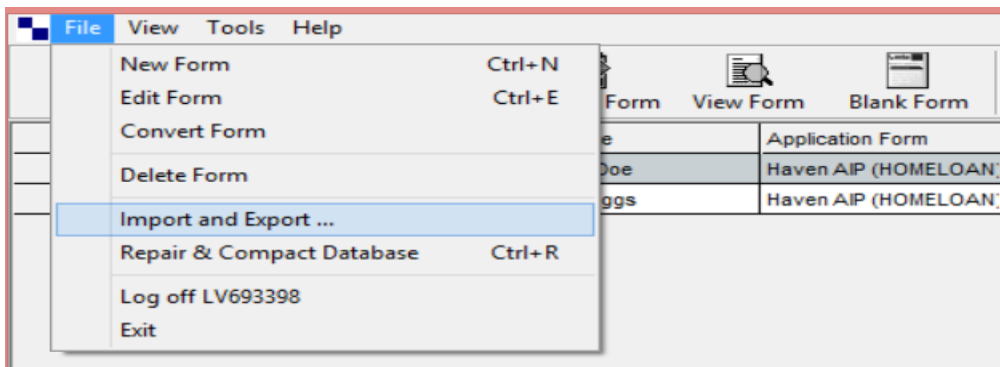 File View Tools Help
New Form Ctrl+N
Edit Form Ctrl+E
Convert Form
Delete Form
Import and Export ...
Repair & Compact Database Ctrl+R
Log off LV693398
Exit
Form View Form Blank Form
Application Form
Doe Haven AIP (HOMELOAN)
Haven AIP (HOMELOAN)